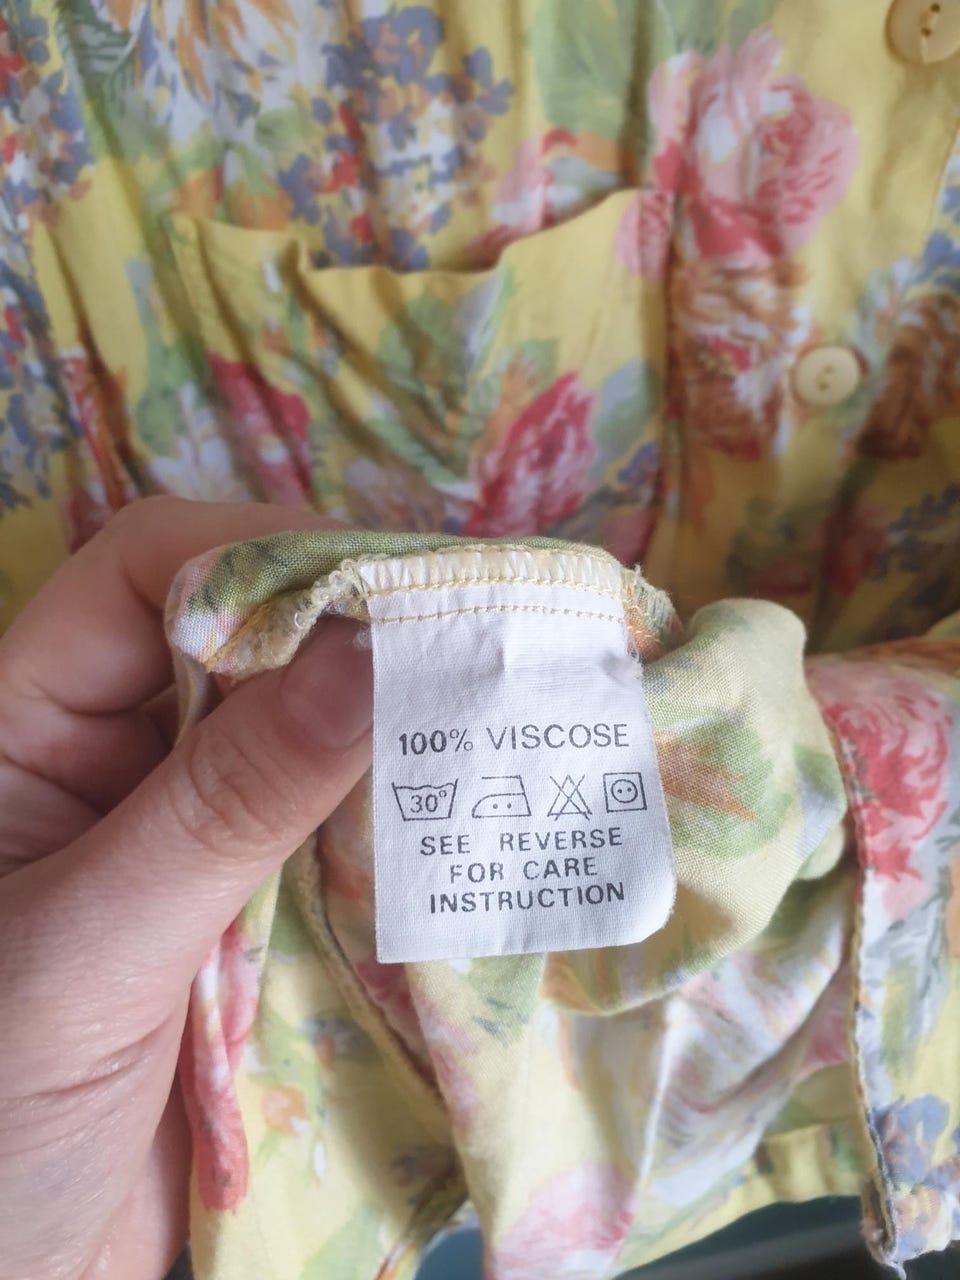 100% VISCOSE
30°
SEE REVERSE
FOR CARE
INSTRUCTION